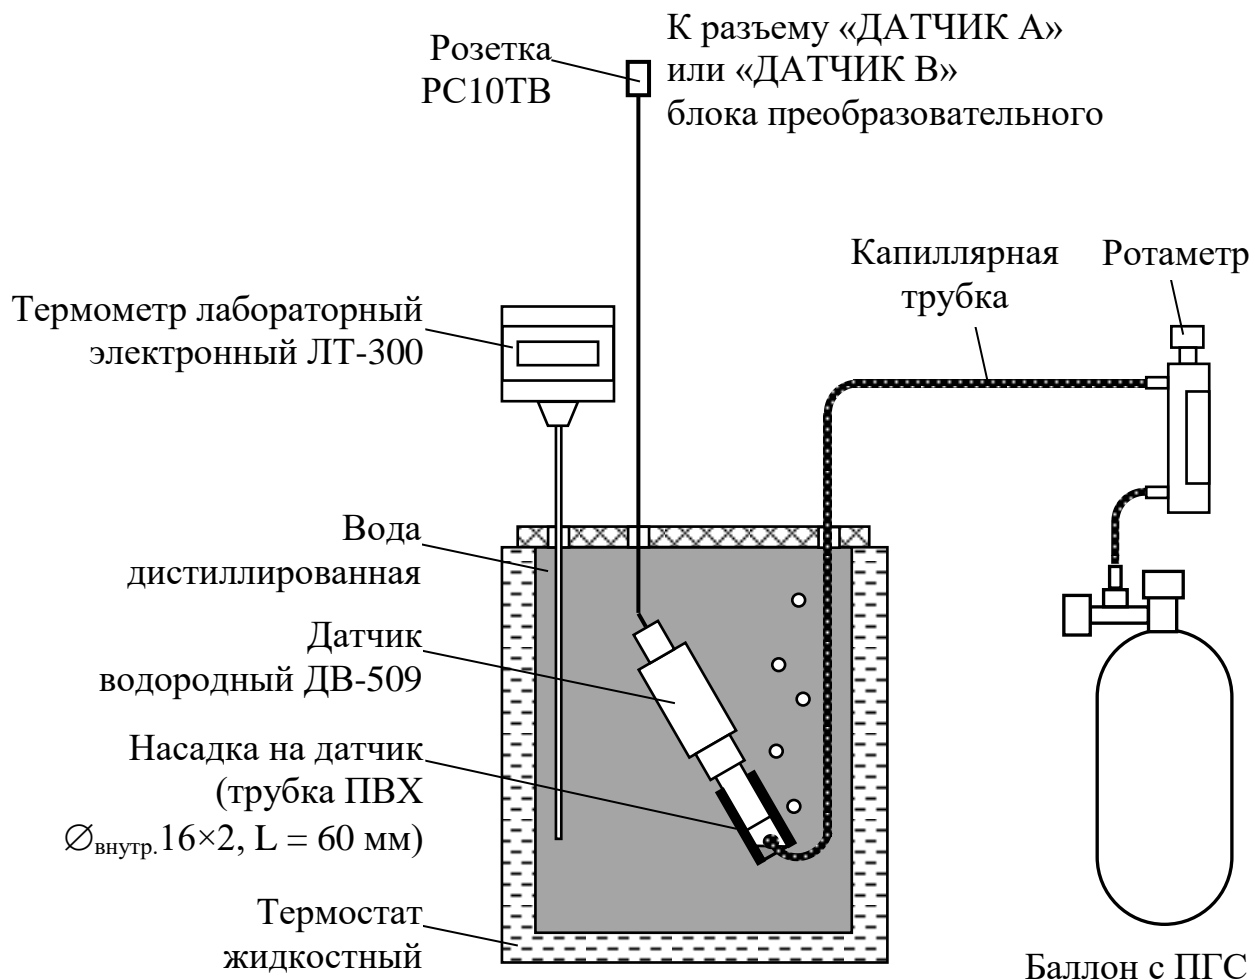 Розетка
РС10ТВ
К разъему «ДАТЧИК А»
или «ДАТЧИК В»
блока преобразовательного
Капиллярная
трубка
Ротаметр
Термометр лабораторный
электронный ЛТ-300
Вода
дистиллированная
Датчик
водородный ДВ-509
Насадка на датчик
(трубка ПВХ
∅внутр.16×2, L = 60 мм)
Термостат
жидкостный
Баллон с ПГС